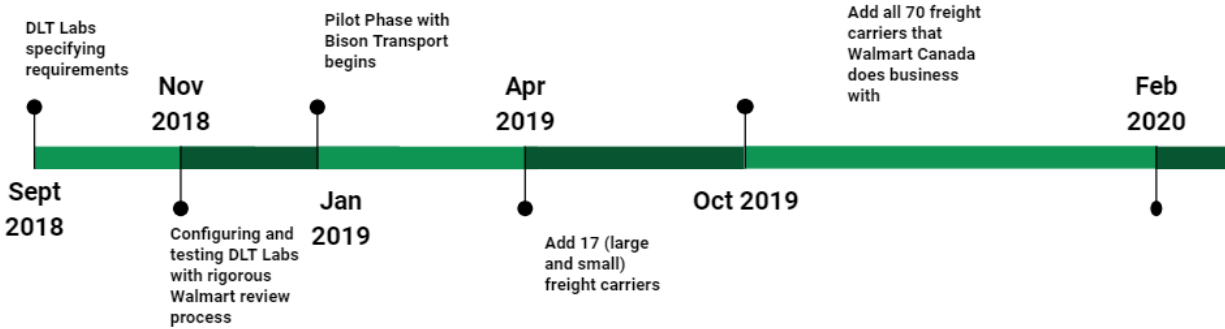 DLT Labs
specifying
requirements
Sept
2018
Nov
2018
Configuring and
testing DLT Labs
with rigorous
Walmart review
process
Pilot Phase with
Bison Transport
begins
Jan
2019
Apr
2019
Add 17 (large
and small)
freight carriers
Oct 2019
Add all 70 freight
carriers that
Walmart Canada
does business
with
Feb
2020